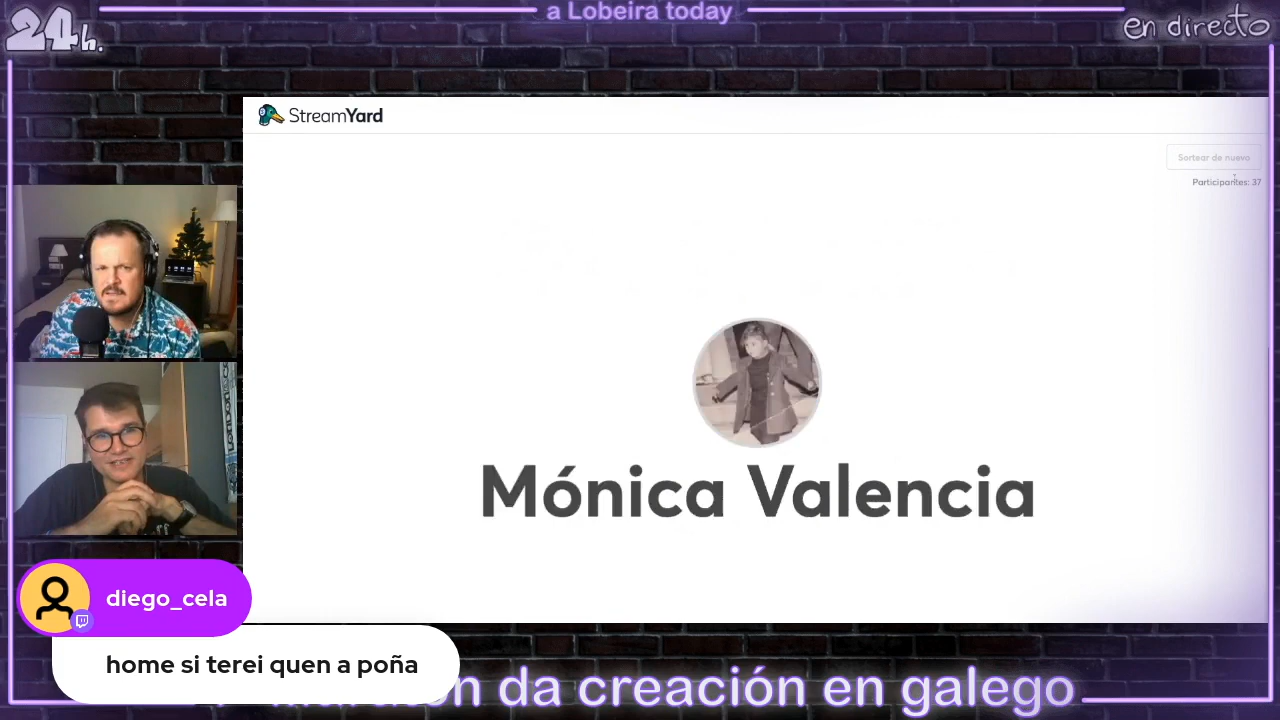 24h.
a Lobeira today
en directo
StreamYard
Sortear de nuevo
Participantes: 37
Mónica Valencia
diego_cela
home si terei quen a poña
da creación en galego